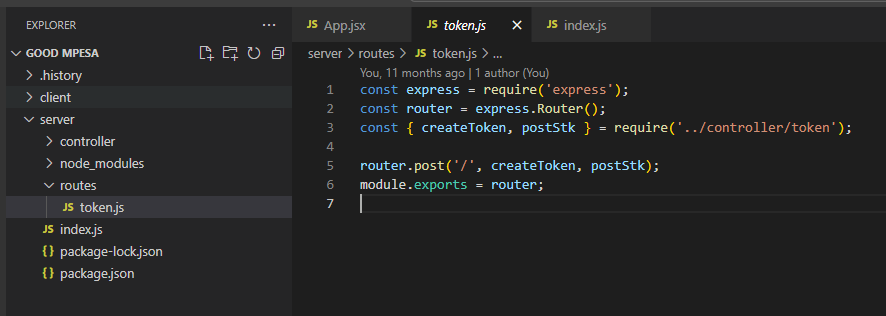 EXPLORER
GOOD MPESA
.history
client
server
controller
node_modules
routes
JS token.js
JS index.js
{} package-lock.json
{} package.json
JS App.jsx JS token.js JS index.js
server > routes > JS token.js > ...
You, 11 months ago | 1 author (You)
1 const express = require('express');
2 const router = express.Router();
3 const { createToken, postStk } = require('../controller/token');
4
5 router.post('/', createToken, postStk);
6 module.exports = router;
7